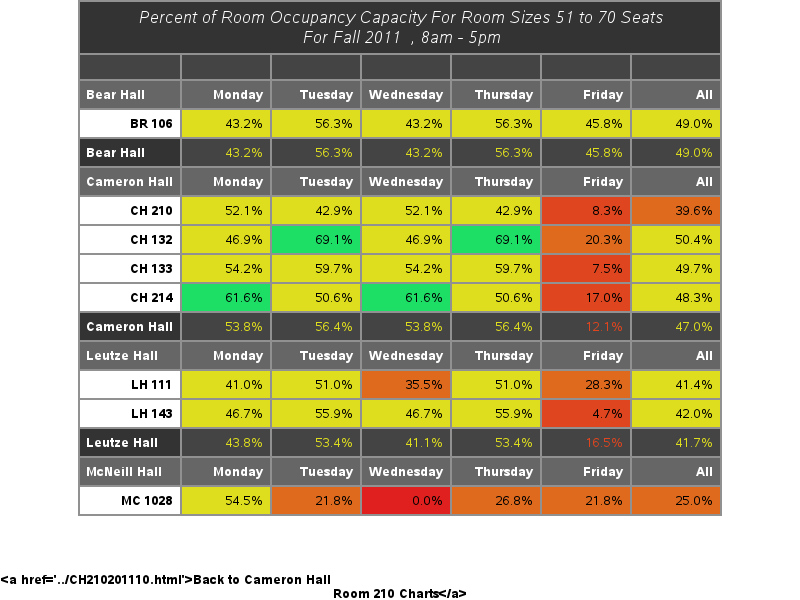 Percent of Room Occupancy Capacity For Room Sizes 51 to 70 Seats
For Fall 2011 , 8am - 5pm
Bear Hall Monday Tuesday Wednesday Thursday Friday All
BR 106 43.2% 56.3% 43.2% 56.3% 45.8% 49.0%
Bear Hall 43.2% 56.3% 43.2% 56.3% 45.8% 49.0%
Cameron Hall Monday Tuesday Wednesday Thursday Friday All
CH 210 52.1% 42.9% 52.1% 42.9% 8.3% 39.6%
CH 132 46.9% 69.1% 46.9% 69.1% 20.3% 50.4%
CH 133 54.2% 59.7% 54.2% 59.7% 7.5% 49.7%
CH 214 61.6% 50.6% 61.6% 50.6% 17.0% 48.3%
Cameron Hall 53.8% 56.4% 53.8% 56.4% 12.1% 47.0%
Leutze Hall Monday Tuesday Wednesday Thursday Friday All
LH 111 41.0% 51.0% 35.5% 51.0% 28.3% 41.4%
LH 143 46.7% 55.9% 46.7% 55.9% 4.7% 42.0%
Leutze Hall 43.8% 53.4% 41.1% 53.4% 16.5% 41.7%
McNeill Hall Monday Tuesday Wednesday Thursday Friday All
MC 1028 54.5% 21.8% 0.0% 26.8% 21.8% 25.0%
<a href='../CH210201110.html'>Back to Cameron Hall
Room 210 Charts</a>